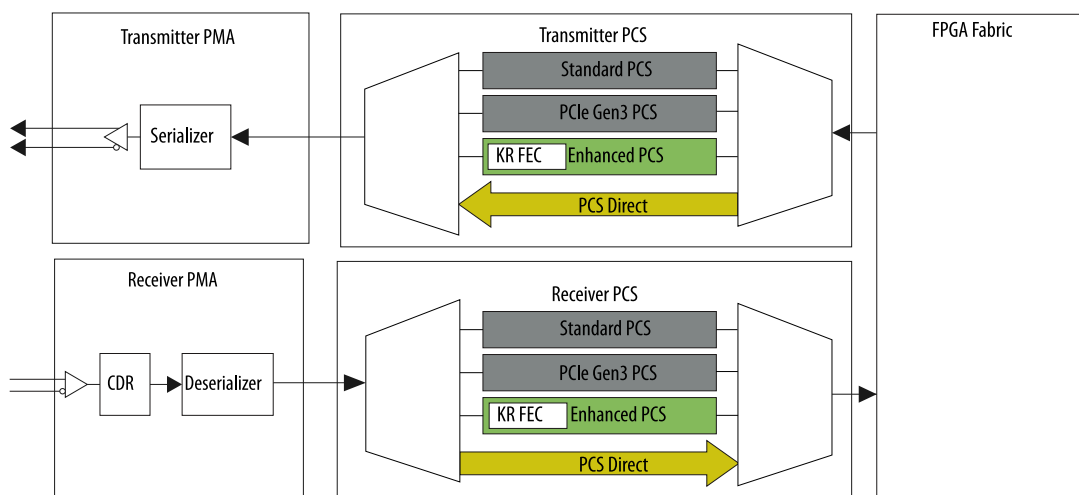 Transmitter PMA
Serializer
Transmitter PCS
Standard PCS
PCIe Gen3 PCS
KR FEC Enhanced PCS
PCS Direct
FPGA Fabric
Receiver PMA
CDR
Deserializer
Receiver PCS
Standard PCS
PCIe Gen3 PCS
KR FEC Enhanced PCS
PCS Direct